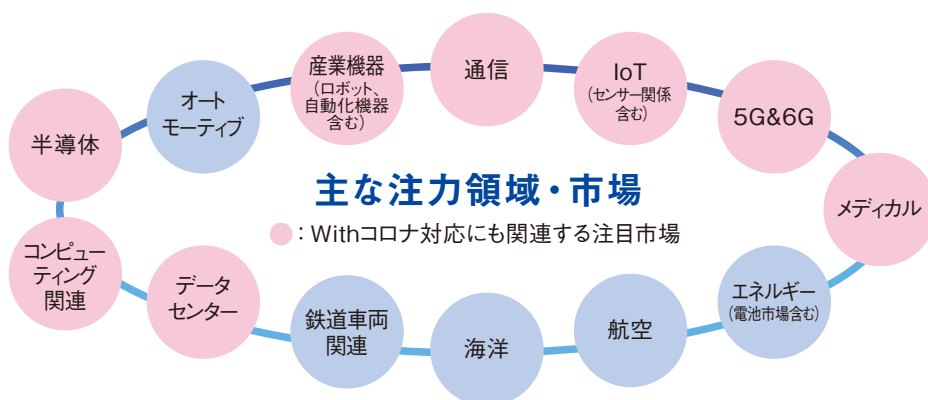 主な注力領域・市場
：Withコロナ対応にも関連する注目市場
半導体
オート
モーティブ
産業機器
（ロボット、
自動化機器
含む）
通信
IoT
（センサー関係
含む）
5G&6G
メディカル
エネルギー
（電池市場含む）
航空
海洋
鉄道車両
関連
データ
センター
コンピュー
ティング
関連